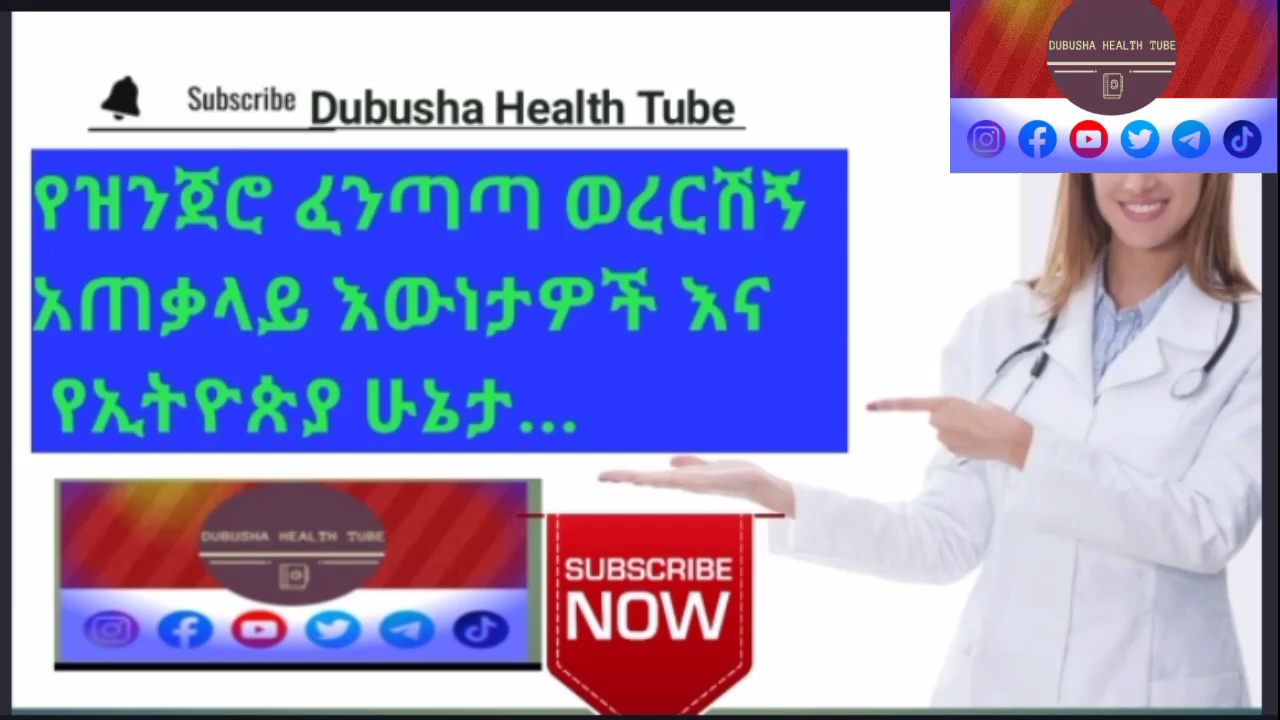 DUBUSHA HEALTH TUBE
Subscribe Dubusha Health Tube
የዝንጀሮ ፈንጣጣ ወረርሽኝ
አጠቃላይ እውነታዎች እና
የኢትዮጵያ ሁኔታ...
DUBUSHA HEALTH TUBE
SUBSCRIBE
NOW